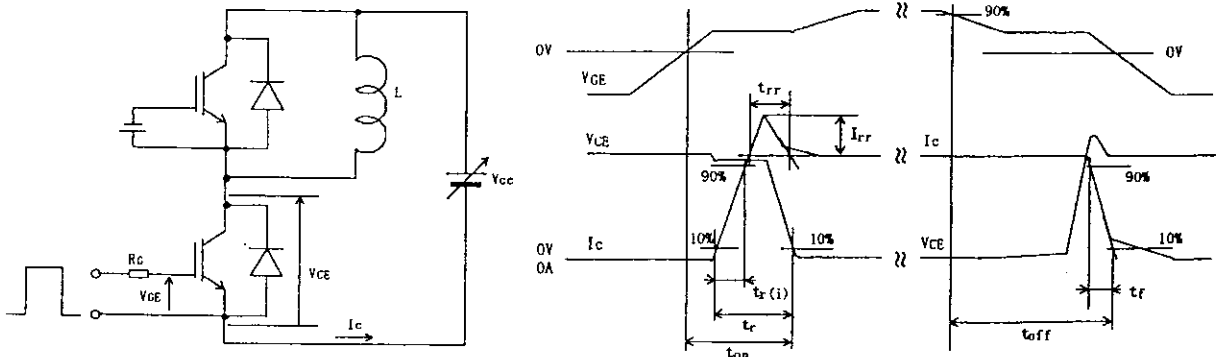 L
Vcc
RG
VCE
VGE
Ic
0V
VGE
trr
Irr
VCE
90%
0V
0A
Ic
10%
10%
tr(i)
tr
ton
90%
0V
Ic
90%
VCE
10%
tf
toff